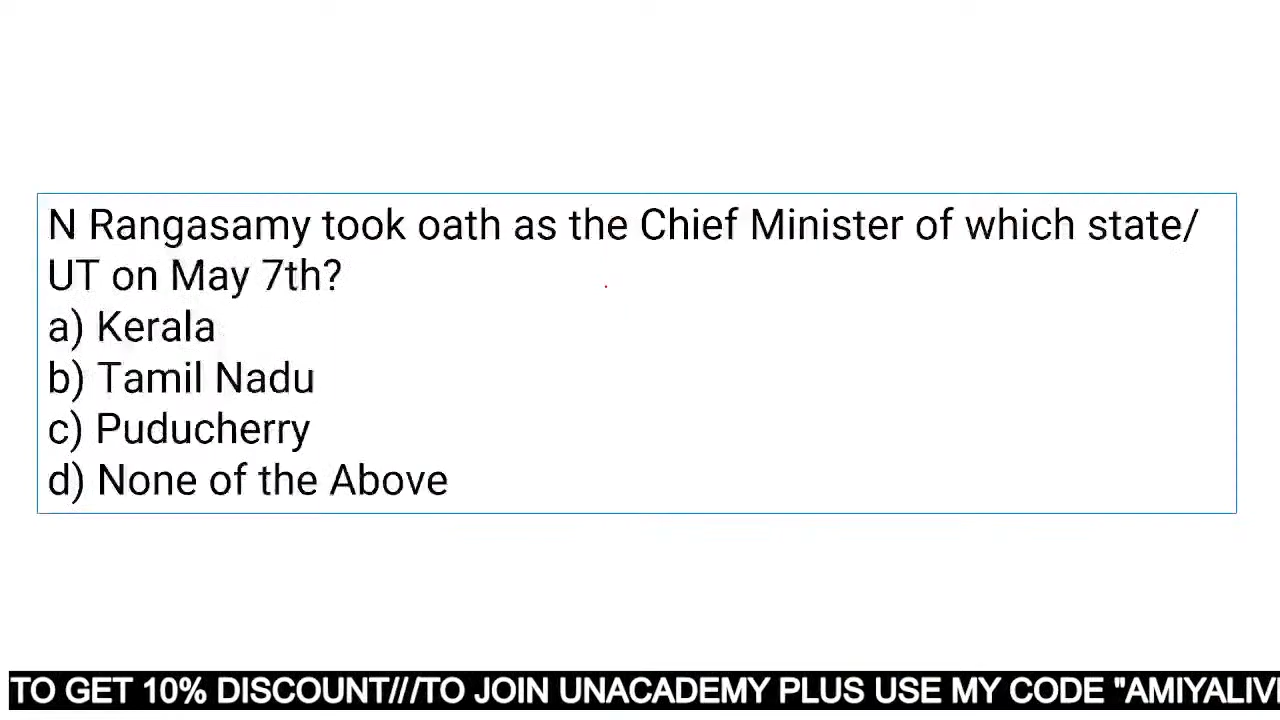 N Rangasamy took oath as the Chief Minister of which state/
UT on May 7th?
a) Kerala
b) Tamil Nadu
c) Puducherry
d) None of the Above
TO GET 10% DISCOUNT///TO JOIN UNACADEMY PLUS USE MY CODE "AMIYALIV